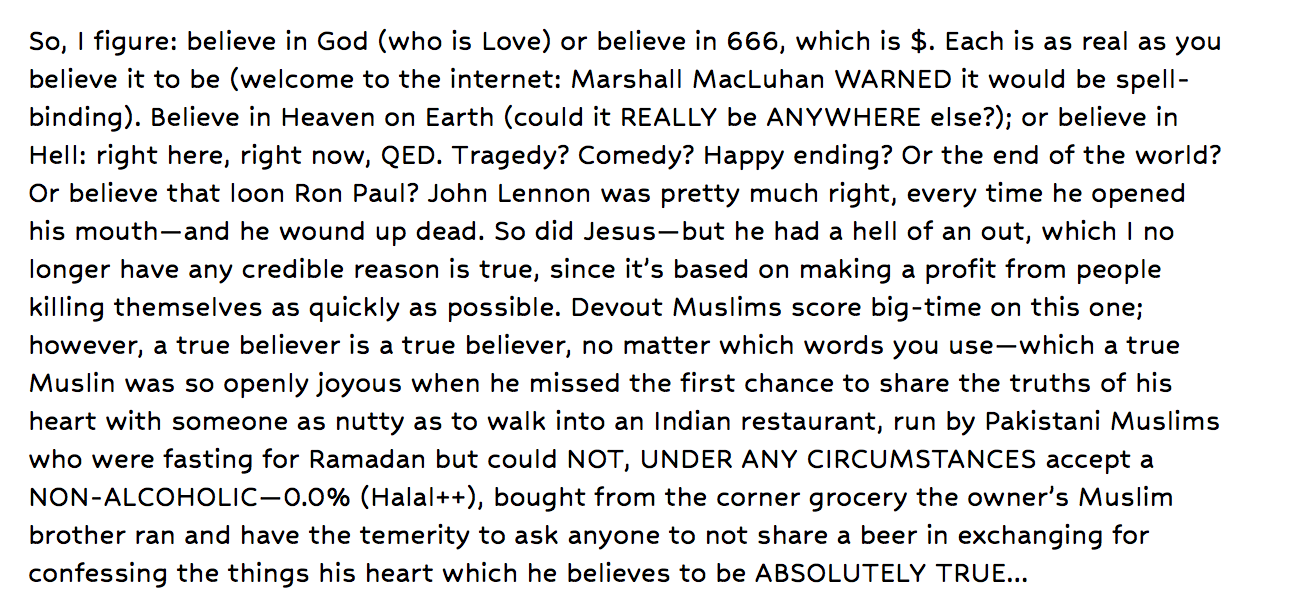 So, I figure: believe in God (who is Love) or believe in 666, which is $. Each is as real as you
believe it to be (welcome to the internet: Marshall MacLuhan WARNED it would be spell-
binding). Believe in Heaven on Earth (could it REALLY be ANYWHERE else?); or believe in
Hell: right here, right now, QED. Tragedy? Comedy? Happy ending? Or the end of the world?
Or believe that loon Ron Paul? John Lennon was pretty much right, every time he opened
his mouth—and he wound up dead. So did Jesus—but he had a hell of an out, which I no
longer have any credible reason is true, since it's based on making a profit from people
killing themselves as quickly as possible. Devout Muslims score big-time on this one;
however, a true believer is a true believer, no matter which words you use—which a true
Muslin was so openly joyous when he missed the first chance to share the truths of his
heart with someone as nutty as to walk into an Indian restaurant, run by Pakistani Muslims
who were fasting for Ramadan but could NOT, UNDER ANY CIRCUMSTANCES accept a
NON-ALCOHOLIC—0.0% (Halal++), bought from the corner grocery the owner's Muslim
brother ran and have the temerity to ask anyone to not share a beer in exchanging for
confessing the things his heart which he believes to be ABSOLUTELY TRUE...